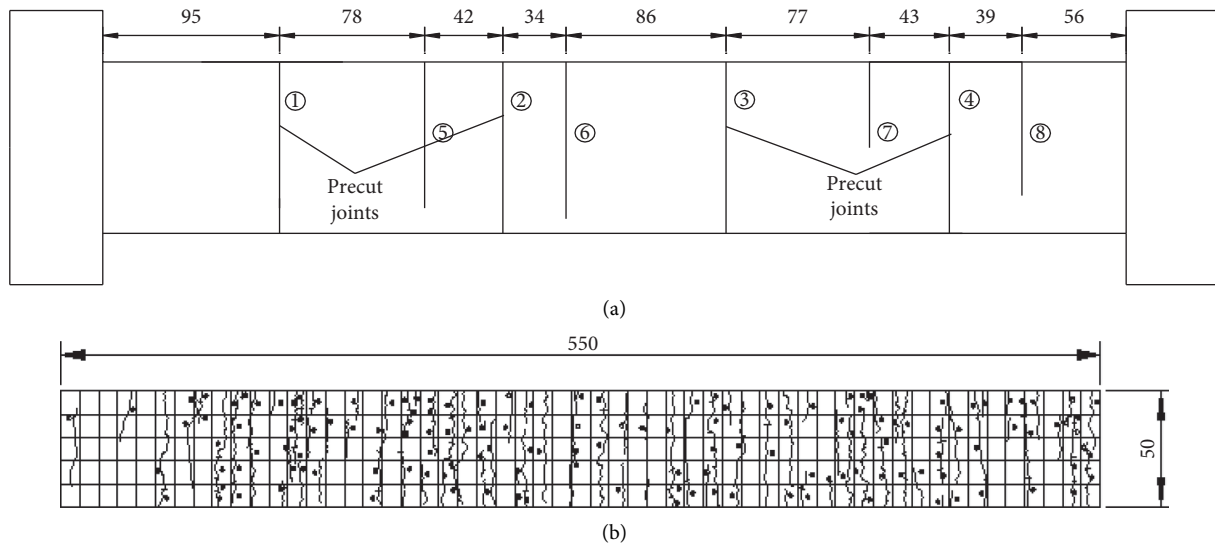 95 78 42 34 86 77 43 39 56
① ② ③ ④
⑤ ⑥ ⑦ ⑧
Precut Precut
joints joints
(a)
550
50
(b)